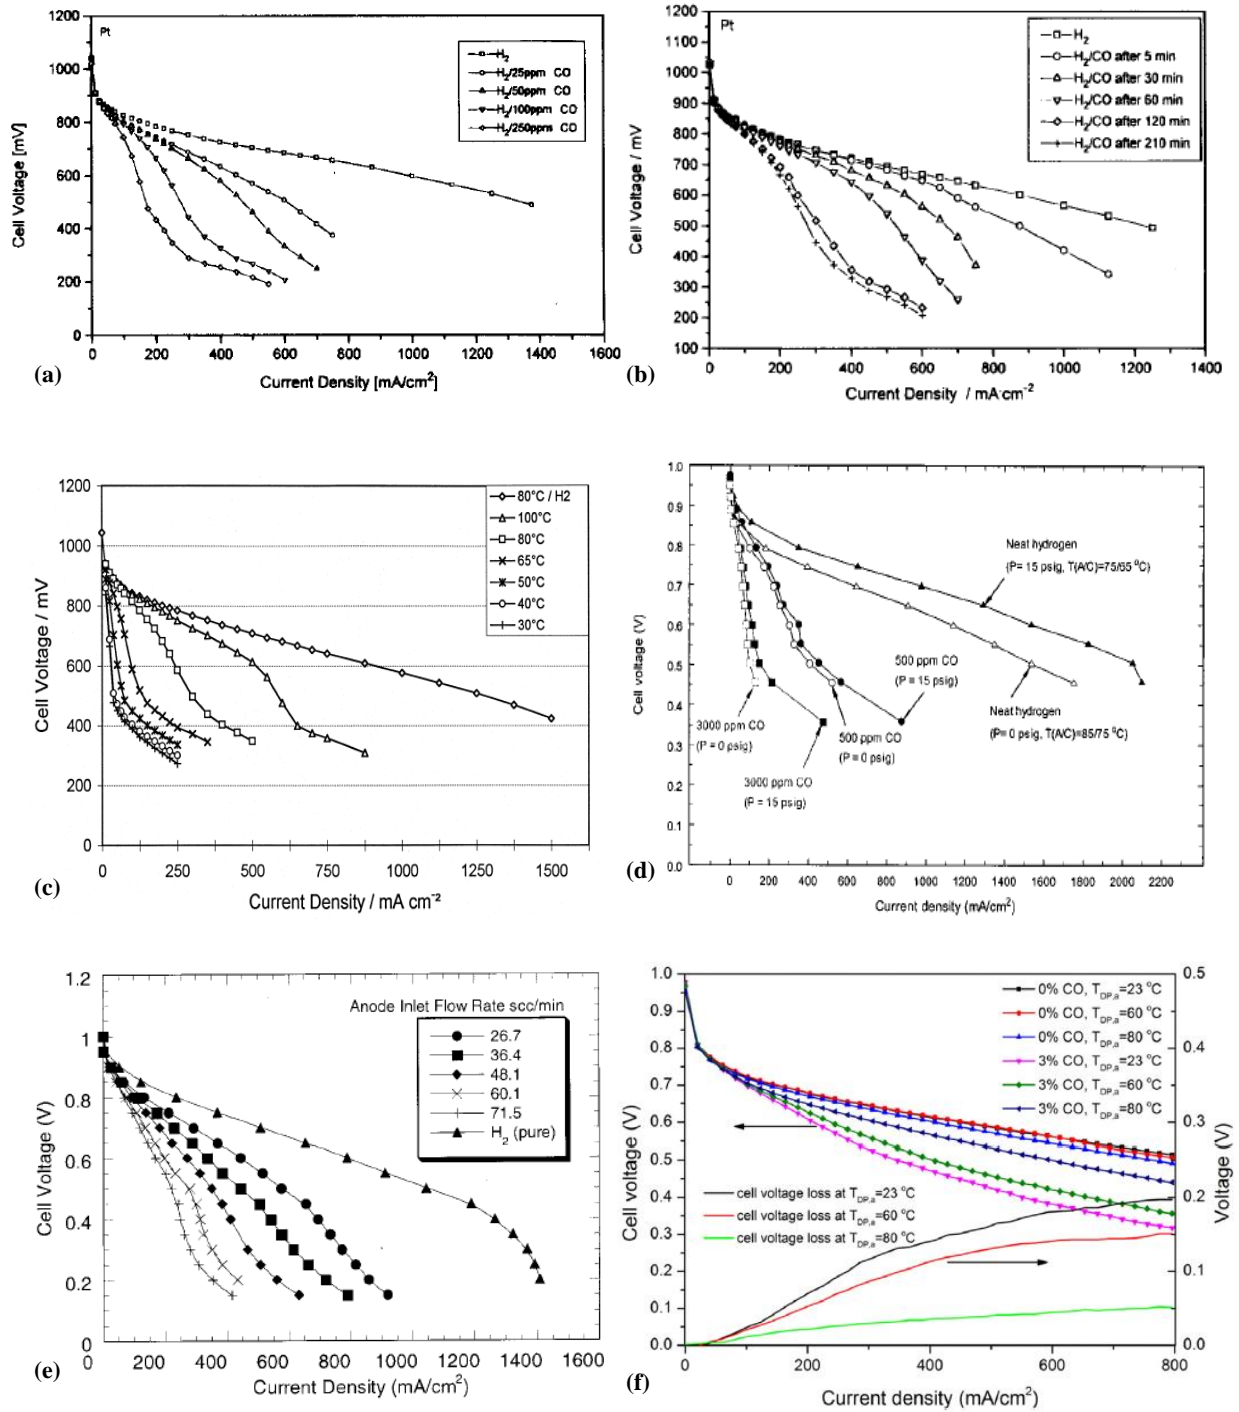 1200
1000
800
600
400
200
0
Cell Voltage [mV]
Pt
H2
H2/25ppm CO
H2/50ppm CO
H2/100ppm CO
H2/250ppm CO
0 200 400 600 800 1000 1200 1400 1600
Current Density [mA/cm²]
(a)
1200
1100
1000
900
800
700
600
500
400
300
200
100
Cell Voltage / mV
Pt
H2
H2/CO after 5 min
H2/CO after 30 min
H2/CO after 60 min
H2/CO after 120 min
H2/CO after 210 min
0 200 400 600 800 1000 1200 1400
Current Density / mA·cm⁻²
(b)
1200
1000
800
600
400
200
0
Cell Voltage / mV
80°C / H2
100°C
80°C
65°C
50°C
40°C
30°C
0 250 500 750 1000 1250 1500
Current Density / mA cm⁻²
(c)
1.0
0.9
0.8
0.7
0.6
0.5
0.4
0.3
0.2
0.1
0.0
Cell voltage (V)
Neat hydrogen
(P= 15 psig, T(A/C)=75/65 °C)
500 ppm CO
(P = 15 psig)
Neat hydrogen
(P= 0 psig, T(A/C)=85/75 °C)
3000 ppm CO
(P = 0 psig)
500 ppm CO
(P = 0 psig)
3000 ppm CO
(P = 15 psig)
0 200 400 600 800 1000 1200 1400 1600 1800 2000 2200
Current density (mA/cm²)
(d)
1.2
1
0.8
0.6
0.4
0.2
0
Cell Voltage (V)
Anode Inlet Flow Rate scc/min
26.7
36.4
48.1
60.1
71.5
H2 (pure)
0 200 400 600 800 1000 1200 1400 1600
Current Density (mA/cm²)
(e)
1.0
0.9
0.8
0.7
0.6
0.5
0.4
0.3
0.2
0.1
0.0
Cell voltage (V)
0% CO, TDP,a=23 °C
0% CO, TDP,a=60 °C
0% CO, TDP,a=80 °C
3% CO, TDP,a=23 °C
3% CO, TDP,a=60 °C
3% CO, TDP,a=80 °C
cell voltage loss at TDP,a=23 °C
cell voltage loss at TDP,a=60 °C
cell voltage loss at TDP,a=80 °C
0.5
0.4
0.3
0.2
0.1
0.0
Voltage (V)
0 200 400 600 800
Current density (mA/cm²)
(f)